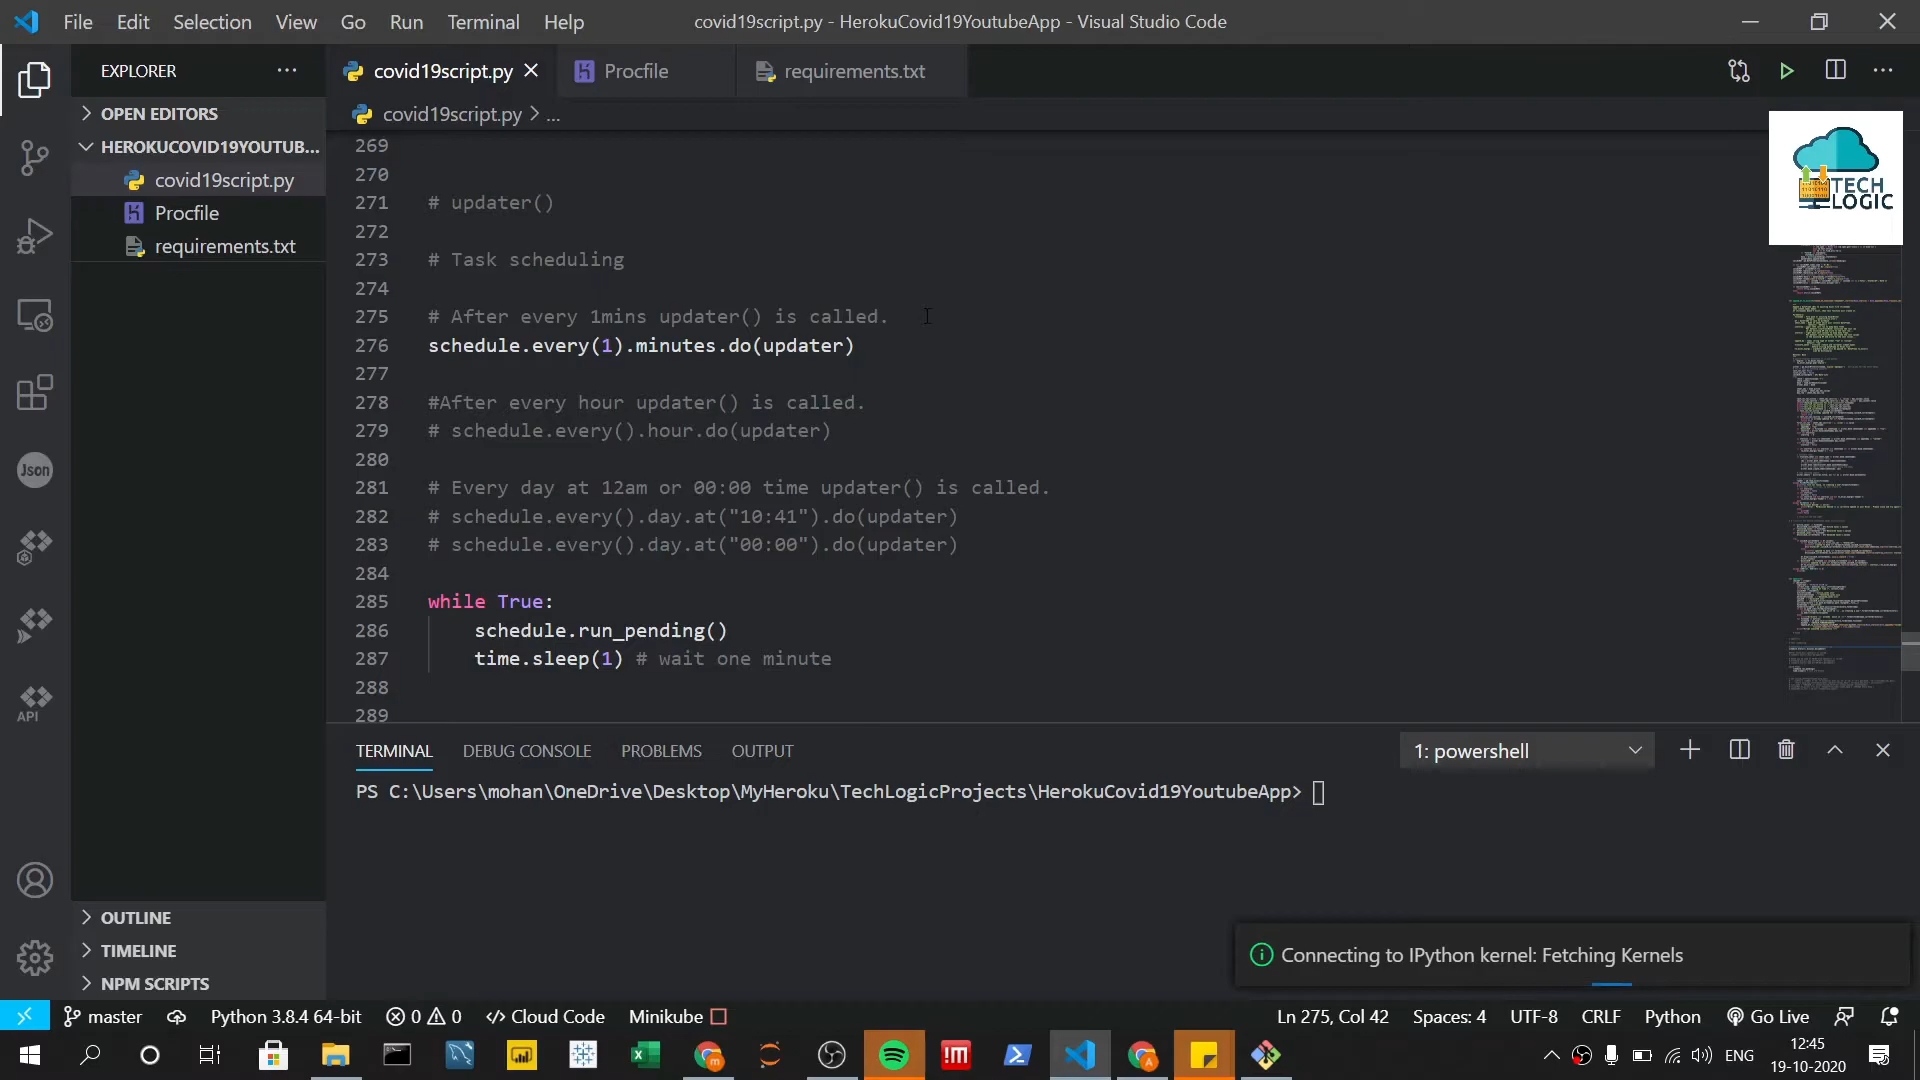 File Edit Selection View Go Run Terminal Help covid19script.py - HerokuCovid19YoutubeApp - Visual Studio Code
EXPLORER
OPEN EDITORS
HEROKUCOVID19YOUTUB...
covid19script.py
Procfile
requirements.txt
OUTLINE
TIMELINE
NPM SCRIPTS
Json
API
covid19script.py Procfile requirements.txt
covid19script.py > ...
TECH
LOGIC
269
270
271 # updater()
272
273 # Task scheduling
274
275 # After every 1mins updater() is called.
276 schedule.every(1).minutes.do(updater)
277
278 #After every hour updater() is called.
279 # schedule.every().hour.do(updater)
280
281 # Every day at 12am or 00:00 time updater() is called.
282 # schedule.every().day.at("10:41").do(updater)
283 # schedule.every().day.at("00:00").do(updater)
284
285 while True:
286 schedule.run_pending()
287 time.sleep(1) # wait one minute
288
289
TERMINAL DEBUG CONSOLE PROBLEMS OUTPUT 1: powershell
PS C:\Users\mohan\OneDrive\Desktop\MyHeroku\TechLogicProjects\HerokuCovid19YoutubeApp>
Connecting to IPython kernel: Fetching Kernels
master Python 3.8.4 64-bit 0 0 Cloud Code Minikube Ln 275, Col 42 Spaces: 4 UTF-8 CRLF Python Go Live
ENG 12:45
19-10-2020